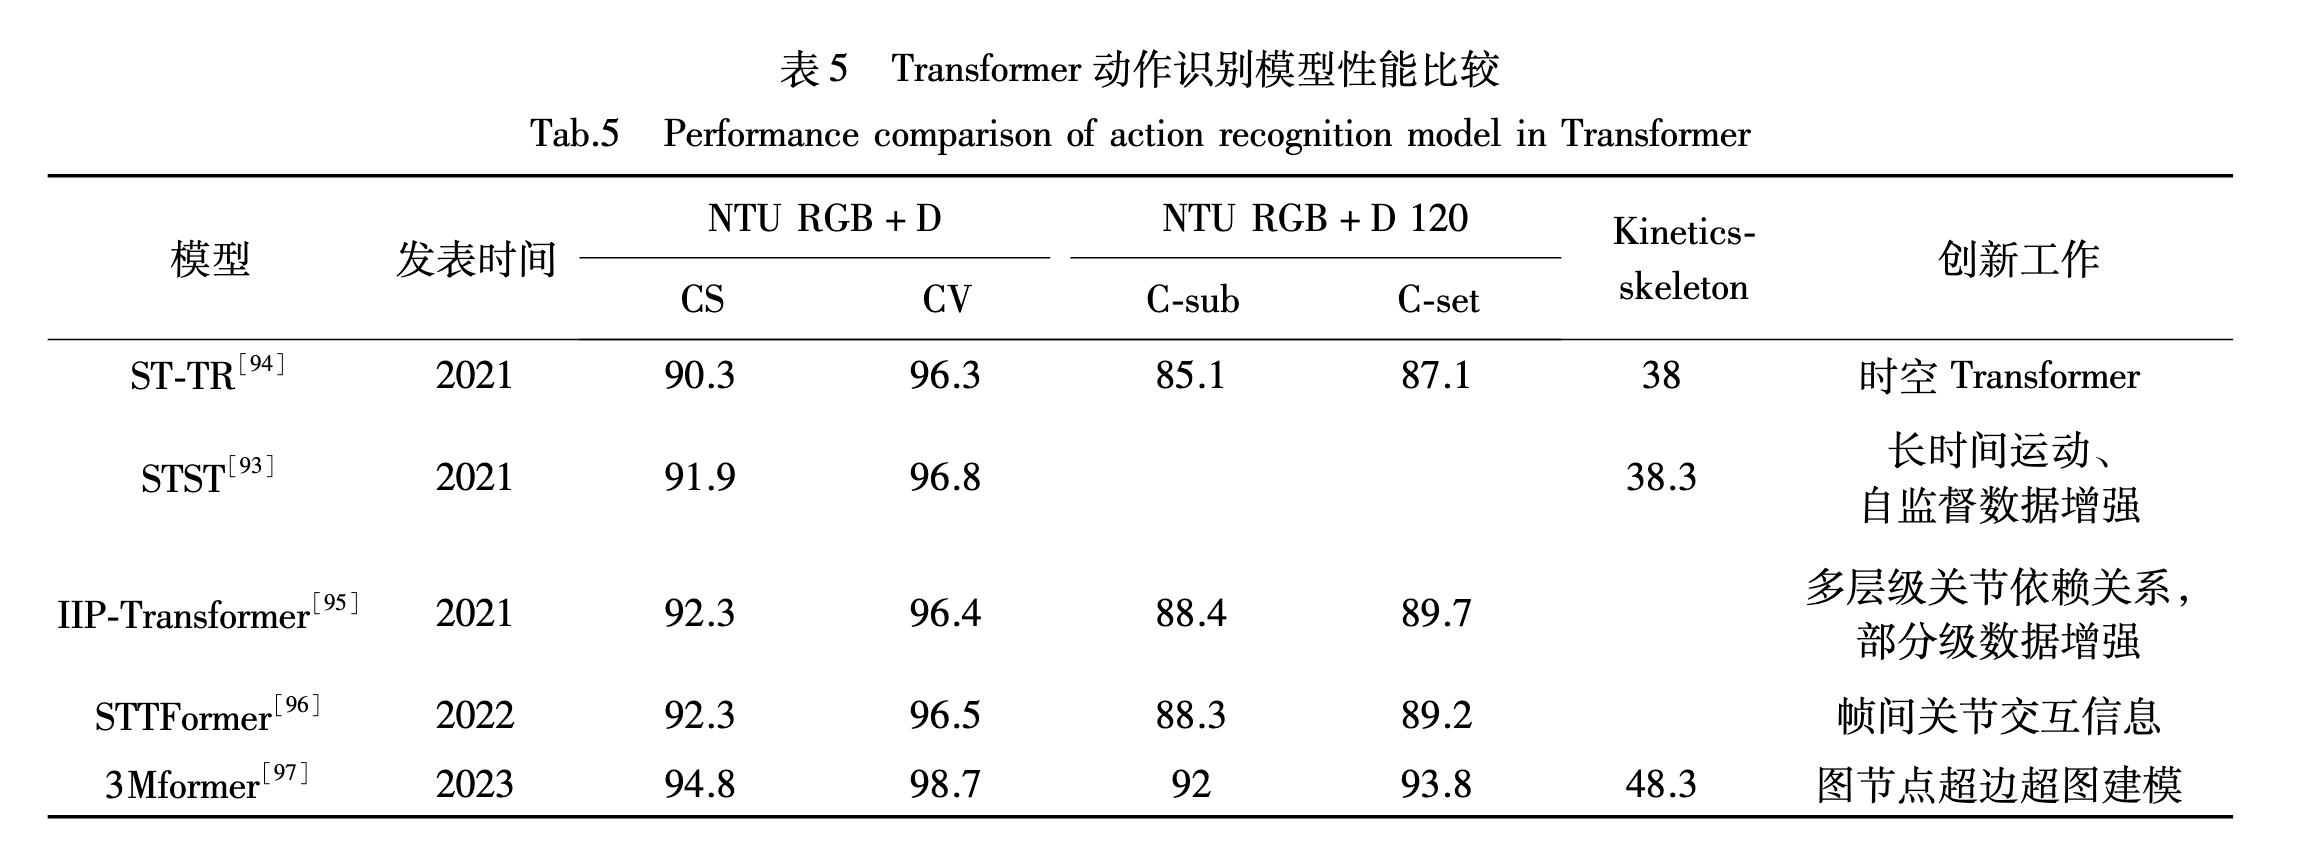 表 5 Transformer 动作识别模型性能比较
Tab.5 Performance comparison of action recognition model in Transformer
模型 发表时间 NTU RGB + D NTU RGB + D 120 Kinetics-skeleton 创新工作
CS CV C-sub C-set
ST-TR[94] 2021 90.3 96.3 85.1 87.1 38 时空 Transformer
STST[93] 2021 91.9 96.8 38.3 长时间运动、
自监督数据增强
IIP-Transformer[95] 2021 92.3 96.4 88.4 89.7 多层级关节依赖关系,
部分级数据增强
STTFormer[96] 2022 92.3 96.5 88.3 89.2 帧间关节交互信息
3Mformer[97] 2023 94.8 98.7 92 93.8 48.3 图节点超边超图建模